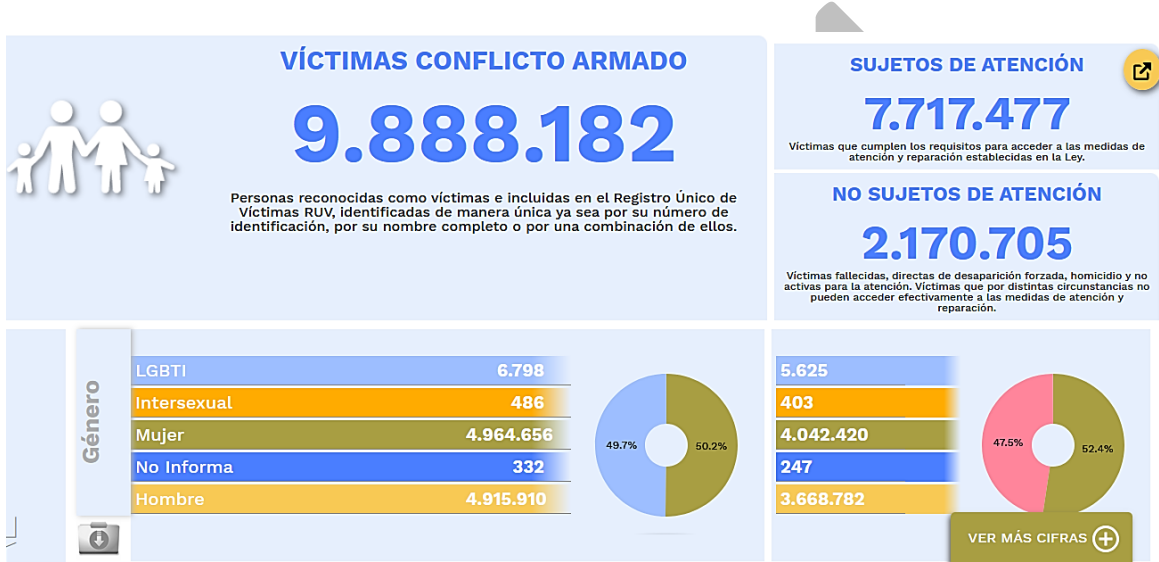 VÍCTIMAS CONFLICTO ARMADO
9.888.182
Personas reconocidas como víctimas e incluidas en el Registro Único de
Víctimas RUV, identificadas de manera única ya sea por su número de
identificación, por su nombre completo o por una combinación de ellos.
SUJETOS DE ATENCIÓN
7.717.477
Víctimas que cumplen los requisitos para acceder a las medidas de
atención y reparación establecidas en la Ley.
NO SUJETOS DE ATENCIÓN
2.170.705
Víctimas fallecidas, directas de desaparición forzada, homicidio y no
activas para la atención. Víctimas que por distintas circunstancias no
pueden acceder efectivamente a las medidas de atención y
reparación.
Género
LGBTI 6.798
Intersexual 486
Mujer 4.964.656
No Informa 332
Hombre 4.915.910
49.7% 50.2%
5.625
403
4.042.420
247
3.668.782
47.5% 52.4%
VER MÁS CIFRAS